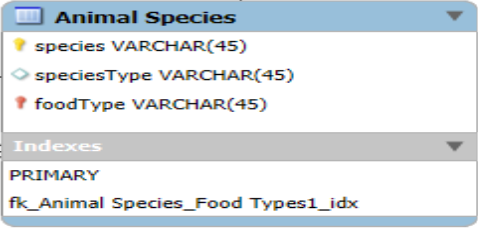 Animal Species
species VARCHAR(45)
speciesType VARCHAR(45)
foodType VARCHAR(45)
Indexes
PRIMARY
fk_Animal Species_Food Types1_idx